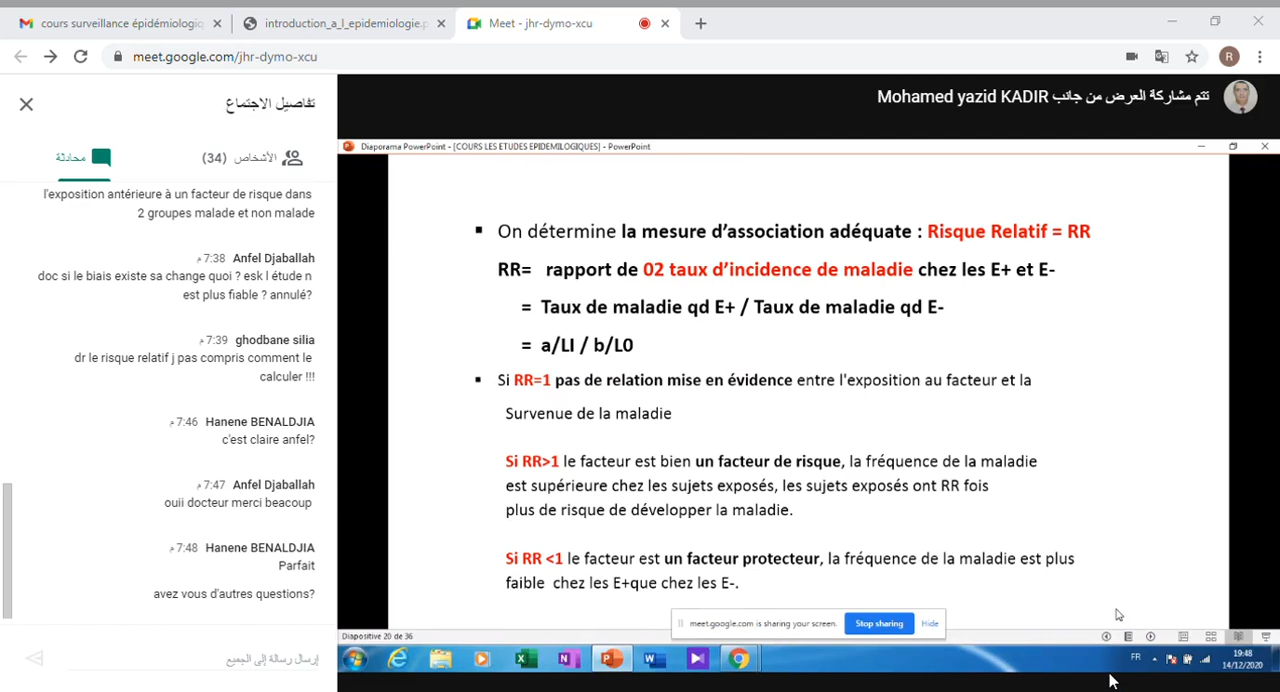 cours surveillance épidémiologiq
introduction_a_l_epidemiologie.p
Meet - jhr-dymo-xcu
meet.google.com/jhr-dymo-xcu
R
تفاصيل الاجتماع
الأشخاص (34)
محادثة
l'exposition antérieure à un facteur de risque dans
2 groupes malade et non malade
Anfel Djaballah 7:38 م
doc si le biais existe sa change quoi ? esk l étude n
est plus fiable ? annulé?
ghodbane silia 7:39 م
dr le risque relatif j pas compris comment le
calculer !!!
Hanene BENALDJIA 7:46 م
c'est claire anfel?
Anfel Djaballah 7:47 م
ouii docteur merci beacoup
Hanene BENALDJIA 7:48 م
Parfait
avez vous d'autres questions?
إرسال رسالة إلى الجميع
تتم مشاركة العرض من جانب Mohamed yazid KADIR
Diaporama PowerPoint - [COURS LES ETUDES EPIDEMILOGIQUES] - PowerPoint
▪ On détermine la mesure d’association adéquate : Risque Relatif = RR
RR= rapport de 02 taux d’incidence de maladie chez les E+ et E-
= Taux de maladie qd E+ / Taux de maladie qd E-
= a/LI / b/L0
▪ Si RR=1 pas de relation mise en évidence entre l'exposition au facteur et la
Survenue de la maladie
Si RR>1 le facteur est bien un facteur de risque, la fréquence de la maladie
est supérieure chez les sujets exposés, les sujets exposés ont RR fois
plus de risque de développer la maladie.
Si RR <1 le facteur est un facteur protecteur, la fréquence de la maladie est plus
faible chez les E+que chez les E-.
meet.google.com is sharing your screen.
Stop sharing
Hide
Diapositive 20 de 36
FR
19:48
14/12/2020